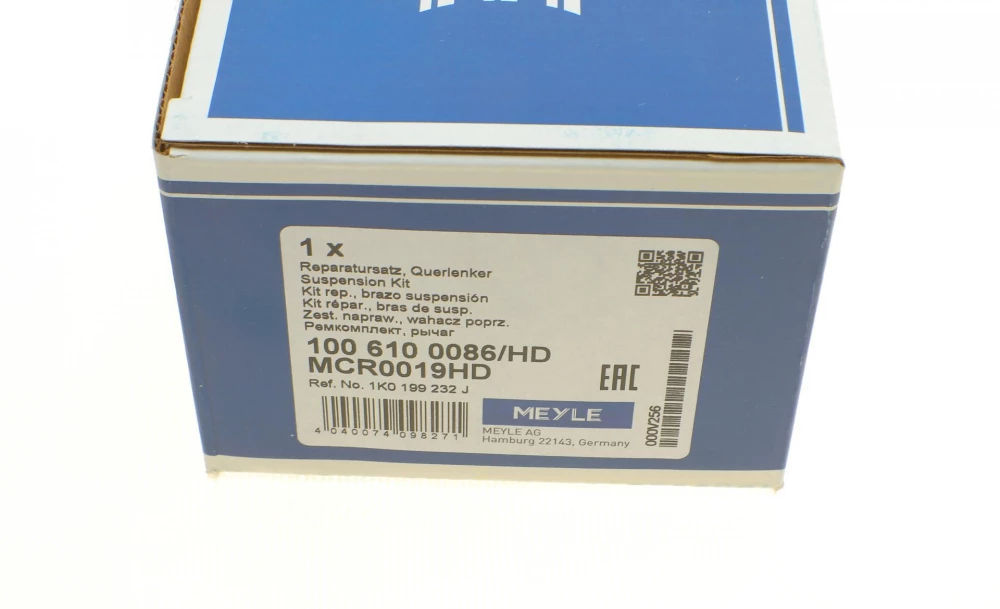 1 x
Reparatursatz, Querlenker
Suspension Kit
Kit rep., brazo suspensión
Kit répar., bras de susp.
Zest. napraw., wahacz poprz.
Ремкомплект, рычаг
100 610 0086/HD
MCR0019HD
Ref. No. 1K0 199 232 J
EAC
MEYLE
MEYLE AG
Hamburg 22143, Germany
4 040074 098271
000V256